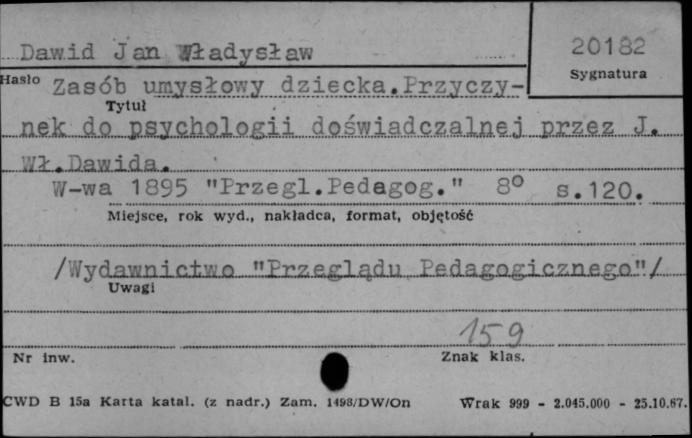 Dawid Jan Władysław
20182
Hasło
Sygnatura
Zasób umysłowy dziecka.Przyczy-
Tytuł
nek do psychologii doświadczalnej przez J.
Wł.Dawida.
W-wa 1895 "Przegl.Pedagog." 8° s.120.
Miejsce, rok wyd., nakładca, format, objętość
/Wydawnictwo "Przeglądu Pedagogicznego"/
Uwagi
159
Nr inw.
Znak klas.
CWD B 15a Karta katal. (z nadr.) Zam. 1498/DW/On Wrak 999 - 2.045.000 - 25.10.67.